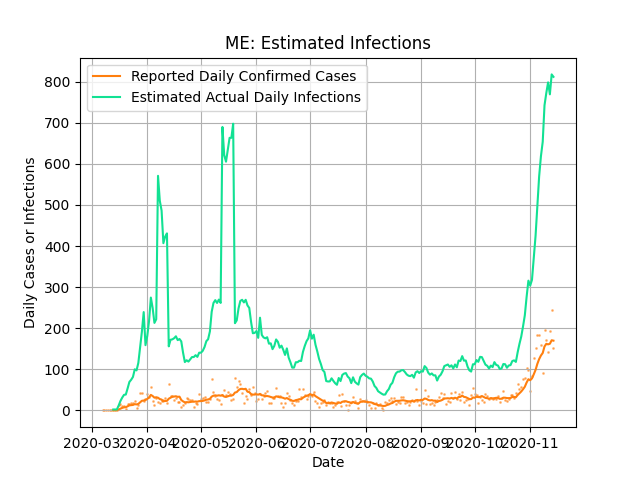 ME: Estimated Infections
Reported Daily Confirmed Cases
Estimated Actual Daily Infections
Daily Cases or Infections
800
700
600
500
400
300
200
100
0
2020-03 2020-04 2020-05 2020-06 2020-07 2020-08 2020-09 2020-10 2020-11
Date